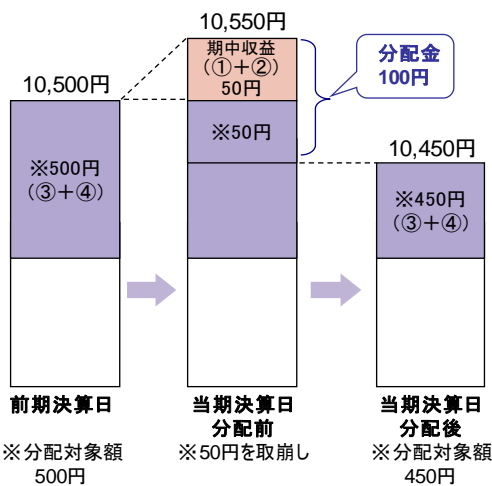 10,550円
期中収益
（①＋②）
50円
分配金
100円
10,500円
※50円
10,450円
※500円
（③＋④）
※450円
（③＋④）
前期決算日
※分配対象額
500円
当期決算日
分配前
※50円を取崩し
当期決算日
分配後
※分配対象額
450円